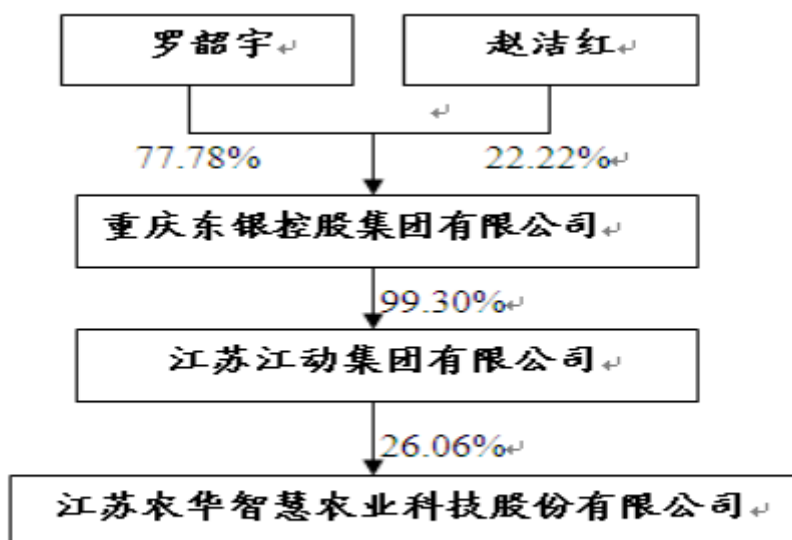 罗韶宇 赵洁红
77.78% 22.22%
重庆东银控股集团有限公司
99.30%
江苏江动集团有限公司
26.06%
江苏农华智慧农业科技股份有限公司